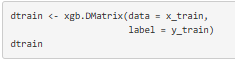 dtrain <- xgb.DMatrix(data = x_train,
label = y_train)
dtrain